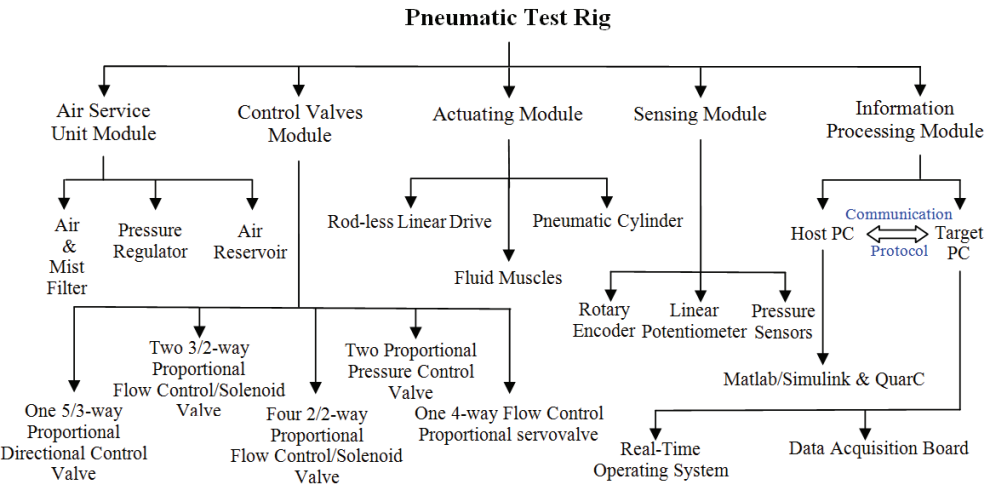 Pneumatic Test Rig
Air Service
Unit Module
Control Valves
Module
Actuating Module
Sensing Module
Information
Processing Module
Air
&
Mist
Filter
Pressure
Regulator
Air
Reservoir
Rod-less Linear Drive
Pneumatic Cylinder
Fluid Muscles
Host PC
Communication
Protocol
Target
PC
Rotary
Encoder
Linear
Potentiometer
Pressure
Sensors
Matlab/Simulink & QuarC
One 5/3-way
Proportional
Directional Control
Valve
Two 3/2-way
Proportional
Flow Control/Solenoid
Valve
Four 2/2-way
Proportional
Flow Control/Solenoid
Valve
Two Proportional
Pressure Control
Valve
One 4-way Flow Control
Proportional servovalve
Real-Time
Operating System
Data Acquisition Board